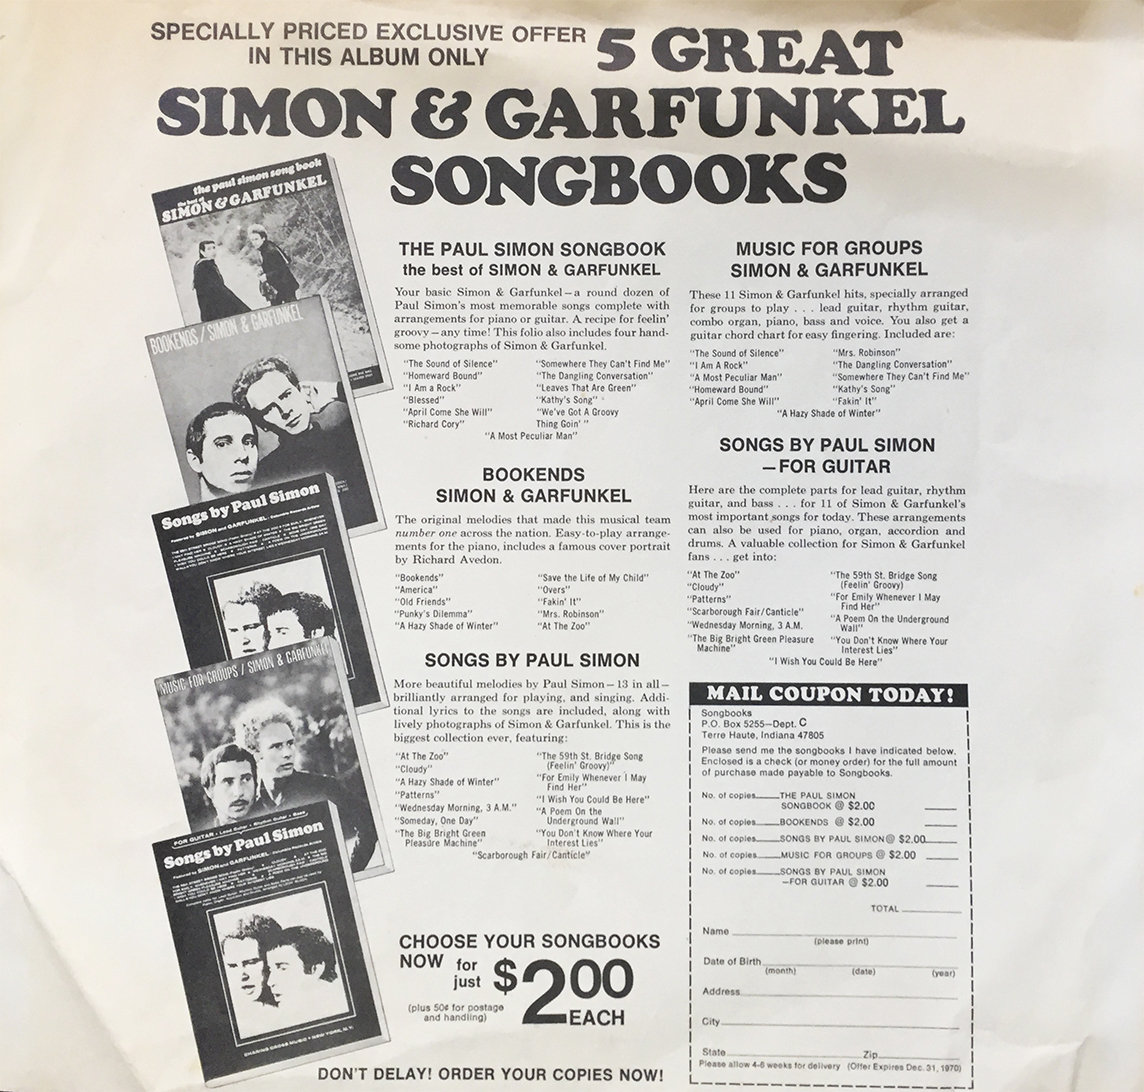 SPECIALLY PRICED EXCLUSIVE OFFER
IN THIS ALBUM ONLY
5 GREAT
SIMON & GARFUNKEL
SONGBOOKS
the paul simon song book
the best of
SIMON & GARFUNKEL
BOOKENDS / SIMON & GARFUNKEL
Songs by Paul Simon
Featured by SIMON and GARFUNKEL - Columbia Records Artists
MUSIC FOR GROUPS / SIMON & GARFUNKEL
FOR GUITAR - Lead Guitar - Rhythm Guitar - Bass
Songs by Paul Simon
Featured by SIMON and GARFUNKEL - Columbia Records Artists
CHARING CROSS MUSIC • NEW YORK, N.Y.
THE PAUL SIMON SONGBOOK
the best of SIMON & GARFUNKEL
Your basic Simon & Garfunkel—a round dozen of
Paul Simon's most memorable songs complete with
arrangements for piano or guitar. A recipe for feelin'
groovy—any time! This folio also includes four hand-
some photographs of Simon & Garfunkel.
"The Sound of Silence"
"Homeward Bound"
"I Am a Rock"
"Blessed"
"April Come She Will"
"Richard Cory"
"Somewhere They Can't Find Me"
"The Dangling Conversation"
"Leaves That Are Green"
"Kathy's Song"
"We've Got A Groovy
Thing Goin' "
"A Most Peculiar Man"
BOOKENDS
SIMON & GARFUNKEL
The original melodies that made this musical team
number one across the nation. Easy-to-play arrange-
ments for the piano, includes a famous cover portrait
by Richard Avedon.
"Bookends"
"America"
"Old Friends"
"Punky's Dilemma"
"A Hazy Shade of Winter"
"Save the Life of My Child"
"Overs"
"Fakin' It"
"Mrs. Robinson"
"At The Zoo"
SONGS BY PAUL SIMON
More beautiful melodies by Paul Simon—13 in all—
brilliantly arranged for playing, and singing. Addi-
tional lyrics to the songs are included, along with
lively photographs of Simon & Garfunkel. This is the
biggest collection ever, featuring:
"At The Zoo"
"Cloudy"
"A Hazy Shade of Winter"
"Patterns"
"Wednesday Morning, 3 A.M."
"Someday, One Day"
"The Big Bright Green
Pleasure Machine"
"The 59th St. Bridge Song
(Feelin' Groovy)"
"For Emily Whenever I May
Find Her"
"I Wish You Could Be Here"
"A Poem On the
Underground Wall"
"You Don't Know Where Your
Interest Lies"
"Scarborough Fair/Canticle"
CHOOSE YOUR SONGBOOKS
NOW for
just
$2.00
EACH
(plus 50¢ for postage
and handling)
DON'T DELAY! ORDER YOUR COPIES NOW!
MUSIC FOR GROUPS
SIMON & GARFUNKEL
These 11 Simon & Garfunkel hits, specially arranged
for groups to play . . . lead guitar, rhythm guitar,
combo organ, piano, bass and voice. You also get a
guitar chord chart for easy fingering. Included are:
"The Sound of Silence"
"I Am A Rock"
"A Most Peculiar Man"
"Homeward Bound"
"April Come She Will"
"Mrs. Robinson"
"The Dangling Conversation"
"Somewhere They Can't Find Me"
"Kathy's Song"
"Fakin' It"
"A Hazy Shade of Winter"
SONGS BY PAUL SIMON
—FOR GUITAR
Here are the complete parts for lead guitar, rhythm
guitar, and bass . . . for 11 of Simon & Garfunkel's
most important songs for today. These arrangements
can also be used for piano, organ, accordion and
drums. A valuable collection for Simon & Garfunkel
fans . . . get into:
"At The Zoo"
"Cloudy"
"Patterns"
"Scarborough Fair/Canticle"
"Wednesday Morning, 3 A.M.
"The Big Bright Green Pleasure
Machine"
"The 59th St. Bridge Song
(Feelin' Groovy)
"For Emily Whenever I May
Find Her"
"A Poem On the Underground
Wall"
"You Don't Know Where Your
Interest Lies"
"I Wish You Could Be Here"
MAIL COUPON TODAY!
Songbooks
P.O. Box 5255—Dept. C
Terre Haute, Indiana 47805
Please send me the songbooks I have indicated below.
Enclosed is a check (or money order) for the full amount
of purchase made payable to Songbooks.
No. of copies THE PAUL SIMON
SONGBOOK @ $2.00
No. of copies BOOKENDS @ $2.00
No. of copies SONGS BY PAUL SIMON @ $2.00
No. of copies MUSIC FOR GROUPS @ $2.00
No. of copies SONGS BY PAUL SIMON
—FOR GUITAR @ $2.00
TOTAL
Name
(please print)
Date of Birth
(month) (date) (year)
Address
City
State Zip
Please allow 4-6 weeks for delivery (Offer Expires Dec. 31, 1970)